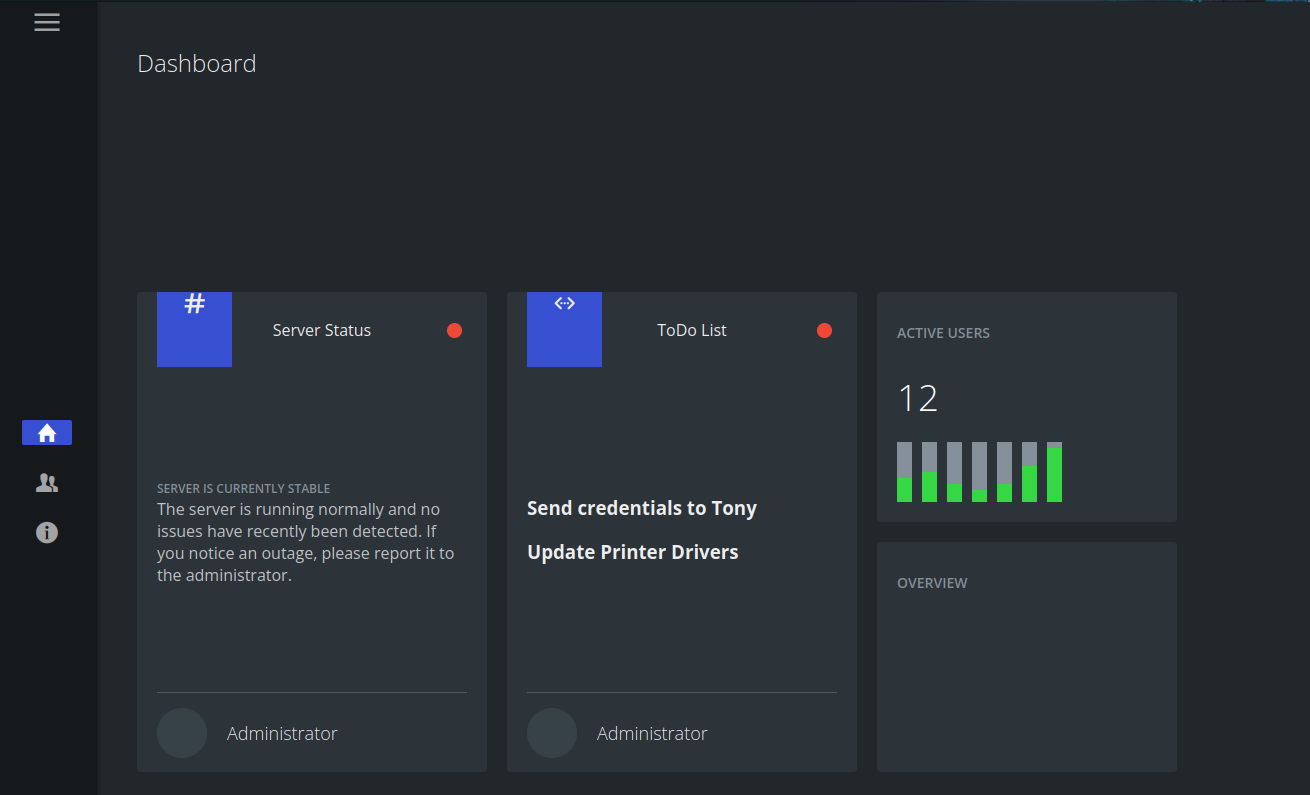 Dashboard
#
Server Status
SERVER IS CURRENTLY STABLE
The server is running normally and no
issues have recently been detected. If
you notice an outage, please report it to
the administrator.
Administrator
ToDo List
Send credentials to Tony
Update Printer Drivers
Administrator
ACTIVE USERS
12
OVERVIEW